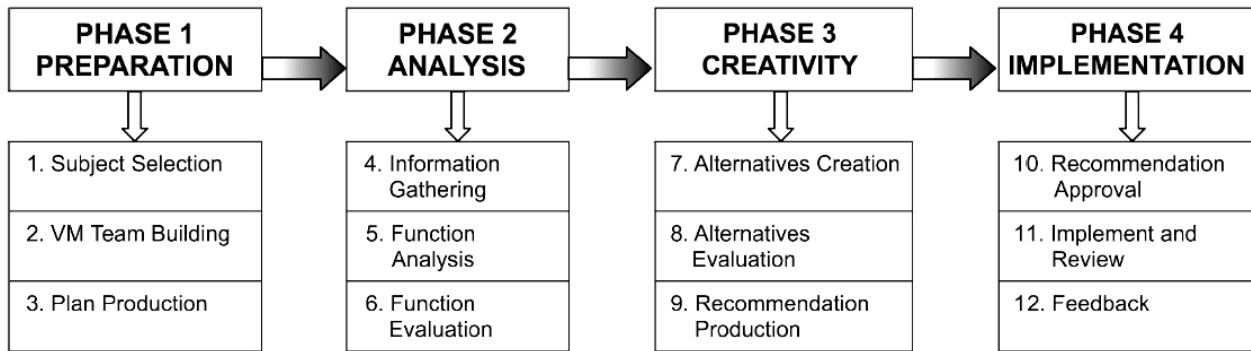 PHASE 1
PREPARATION
PHASE 2
ANALYSIS
PHASE 3
CREATIVITY
PHASE 4
IMPLEMENTATION
1. Subject Selection
2. VM Team Building
3. Plan Production
4. Information
Gathering
5. Function
Analysis
6. Function
Evaluation
7. Alternatives Creation
8. Alternatives
Evaluation
9. Recommendation
Production
10. Recommendation
Approval
11. Implement and
Review
12. Feedback